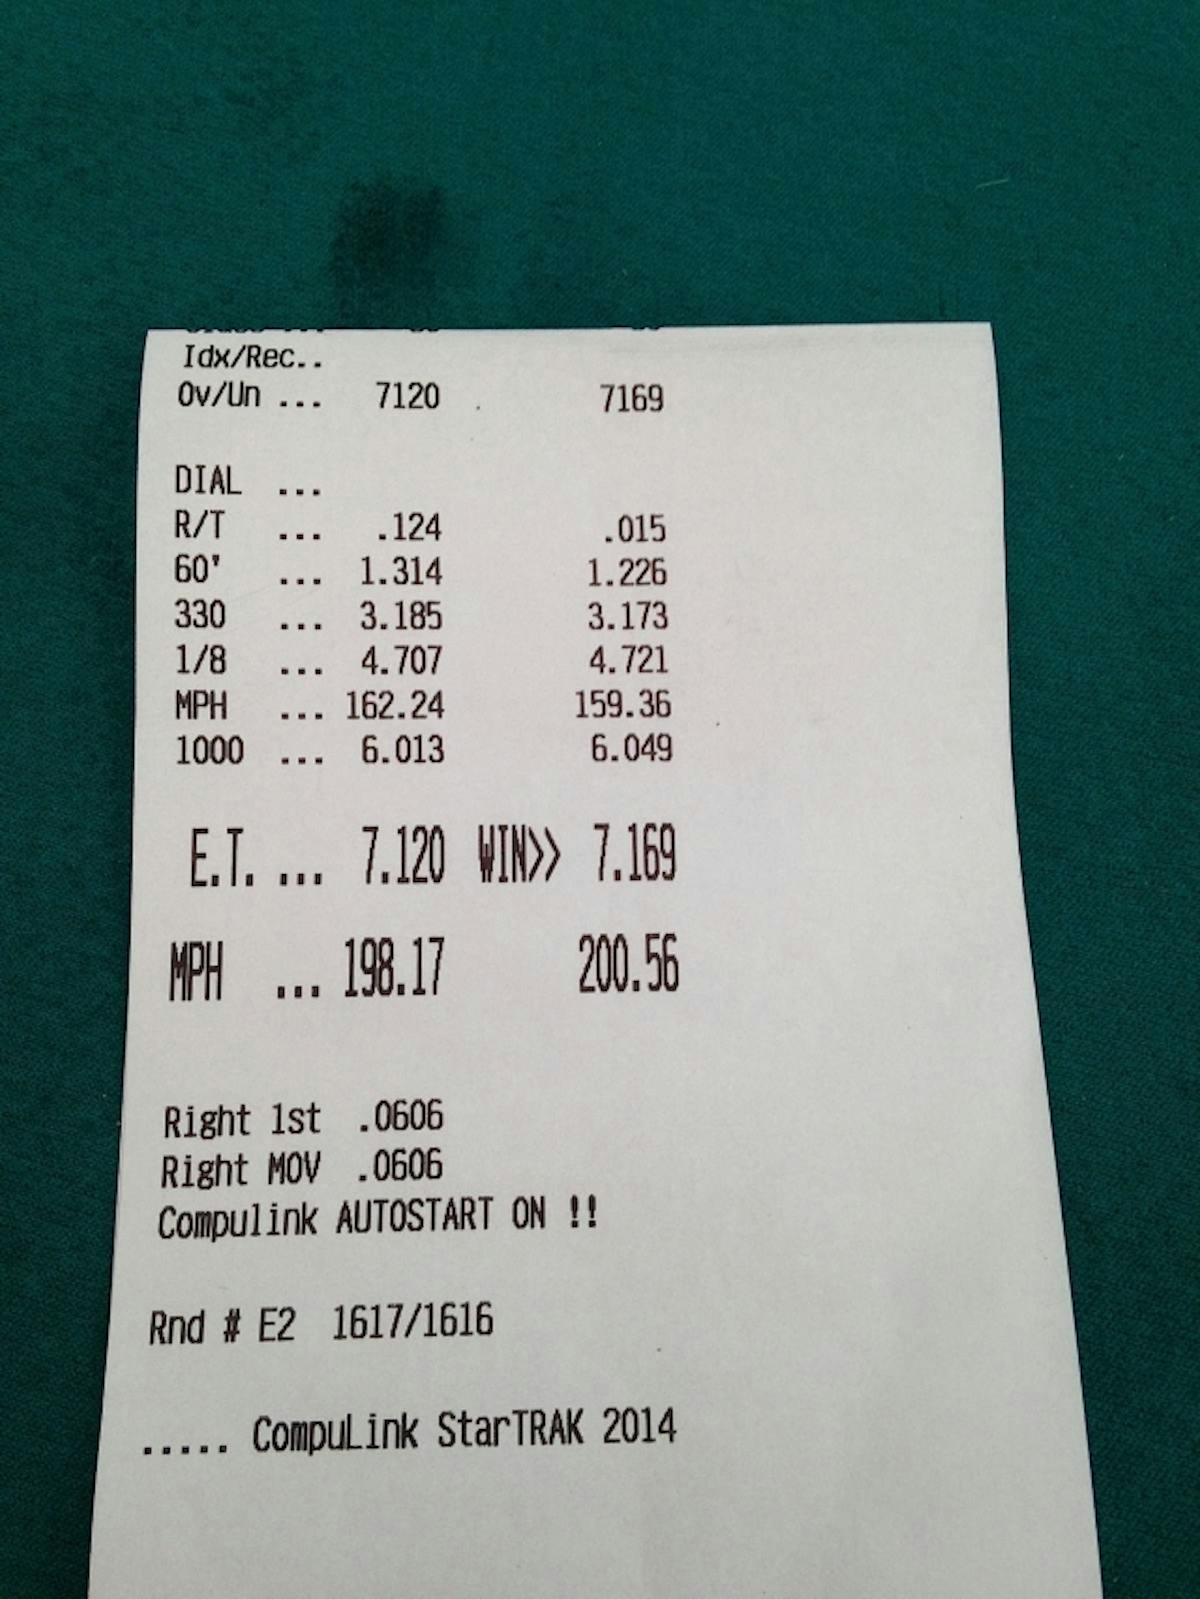 Idx/Rec..
Ov/Un ... 7120 7169
DIAL ...
R/T ... .124 .015
60' ... 1.314 1.226
330 ... 3.185 3.173
1/8 ... 4.707 4.721
MPH ... 162.24 159.36
1000 ... 6.013 6.049
E.T. ... 7.120 WIN>> 7.169
MPH ... 198.17 200.56
Right 1st .0606
Right MOV .0606
Compulink AUTOSTART ON !!
Rnd # E2 1617/1616
..... CompuLink StarTRAK 2014